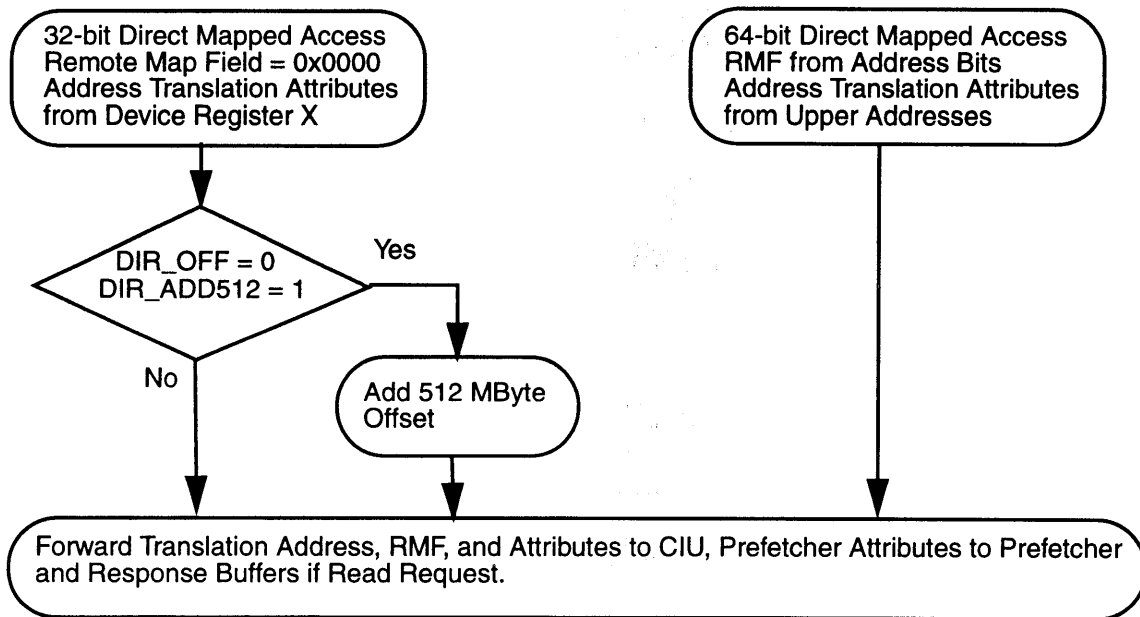 32-bit Direct Mapped Access
Remote Map Field = 0x0000
Address Translation Attributes
from Device Register X
64-bit Direct Mapped Access
RMF from Address Bits
Address Translation Attributes
from Upper Addresses
DIR_OFF = 0
DIR_ADD512 = 1
Yes
No
Add 512 MByte
Offset
Forward Translation Address, RMF, and Attributes to CIU, Prefetcher Attributes to Prefetcher
and Response Buffers if Read Request.